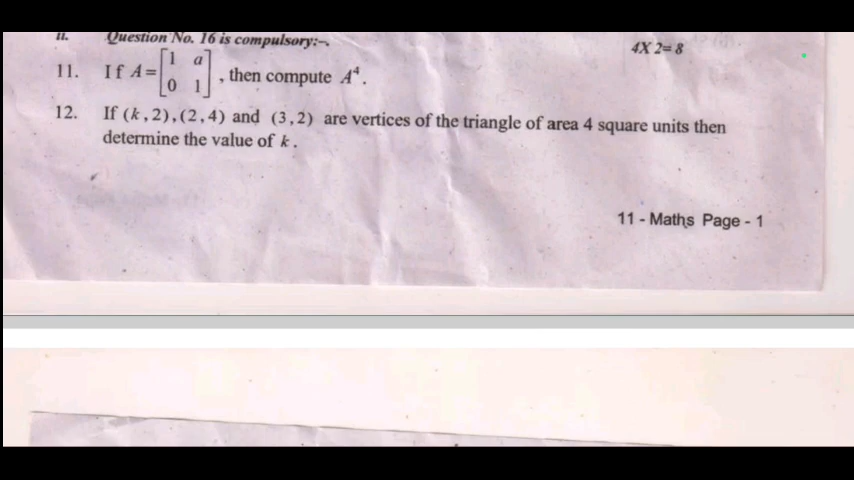 ii. Question No. 16 is compulsory:-.
4X 2= 8
11. If A=[1 a
0 1], then compute A⁴.
12. If (k,2),(2,4) and (3,2) are vertices of the triangle of area 4 square units then
determine the value of k.
11 - Maths Page - 1